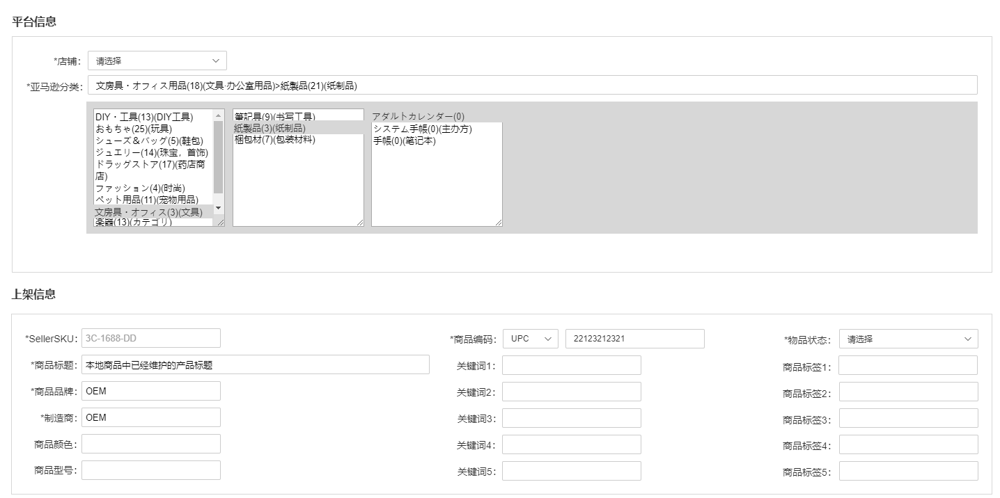 平台信息
*店铺： 请选择
*亚马逊分类： 文房具・オフィス用品(18)(文具·办公室用品)>紙製品(21)(纸制品)
DIY・工具(13)(DIY工具)
おもちゃ(25)(玩具)
シューズ＆バッグ(5)(鞋包)
ジュエリー(14)(珠宝，首饰)
ドラッグストア(17)(药店商
店)
ファッション(4)(时尚)
ペット用品(11)(宠物用品)
文房具・オフィス(3)(文具)
楽器(13)(カテゴリ)
筆記具(9)(书写工具)
紙製品(3)(纸制品)
梱包材(7)(包装材料)
アダルトカレンダー(0)
システム手帳(0)(主办方)
手帳(0)(笔记本)
上架信息
*SellerSKU： 3C-1688-DD
*商品编码： UPC 22123212321
*物品状态： 请选择
*商品标题： 本地商品中已经维护的产品标题
关键词1：
商品标签1：
*商品品牌： OEM
关键词2：
商品标签2：
*制造商： OEM
关键词3：
商品标签3：
商品颜色：
关键词4：
商品标签4：
商品型号：
关键词5：
商品标签5：